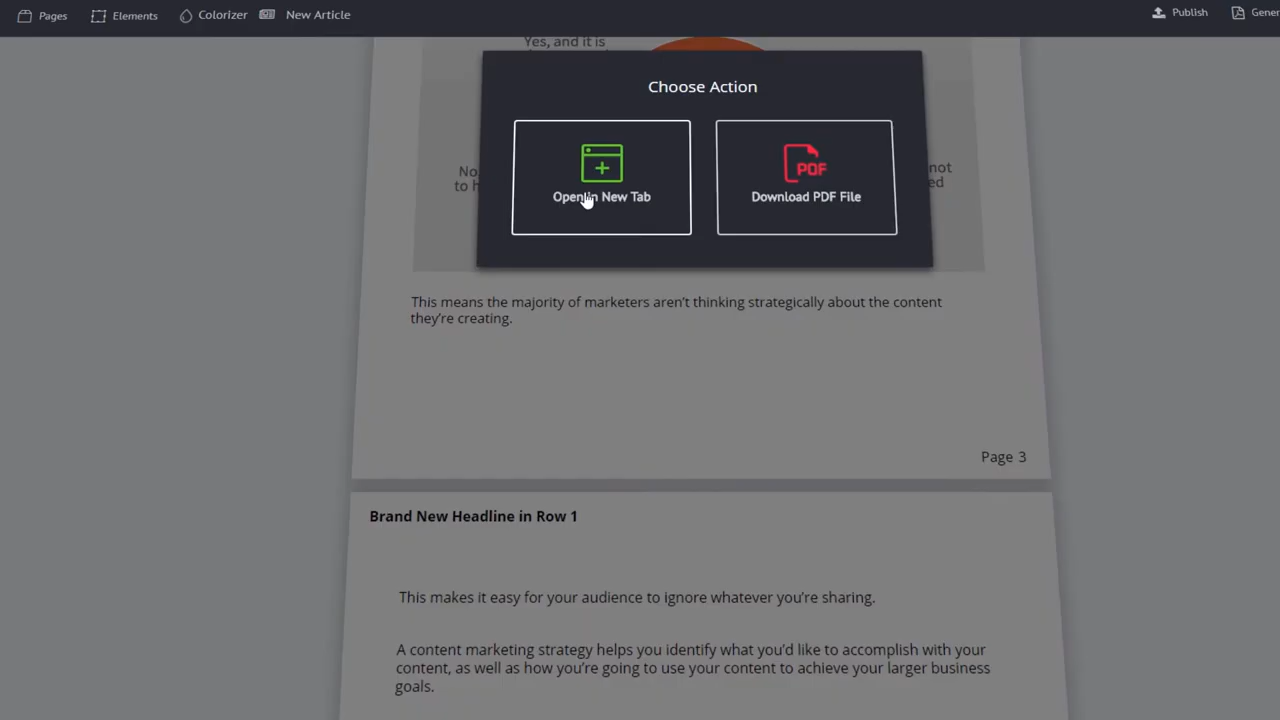 Pages Elements Colorizer New Article Publish
Yes, and it is
Choose Action
Open In New Tab Download PDF File
This means the majority of marketers aren't thinking strategically about the content
they're creating.
Page 3
Brand New Headline in Row 1
This makes it easy for your audience to ignore whatever you're sharing.
A content marketing strategy helps you identify what you'd like to accomplish with your
content, as well as how you're going to use your content to achieve your larger business
goals.